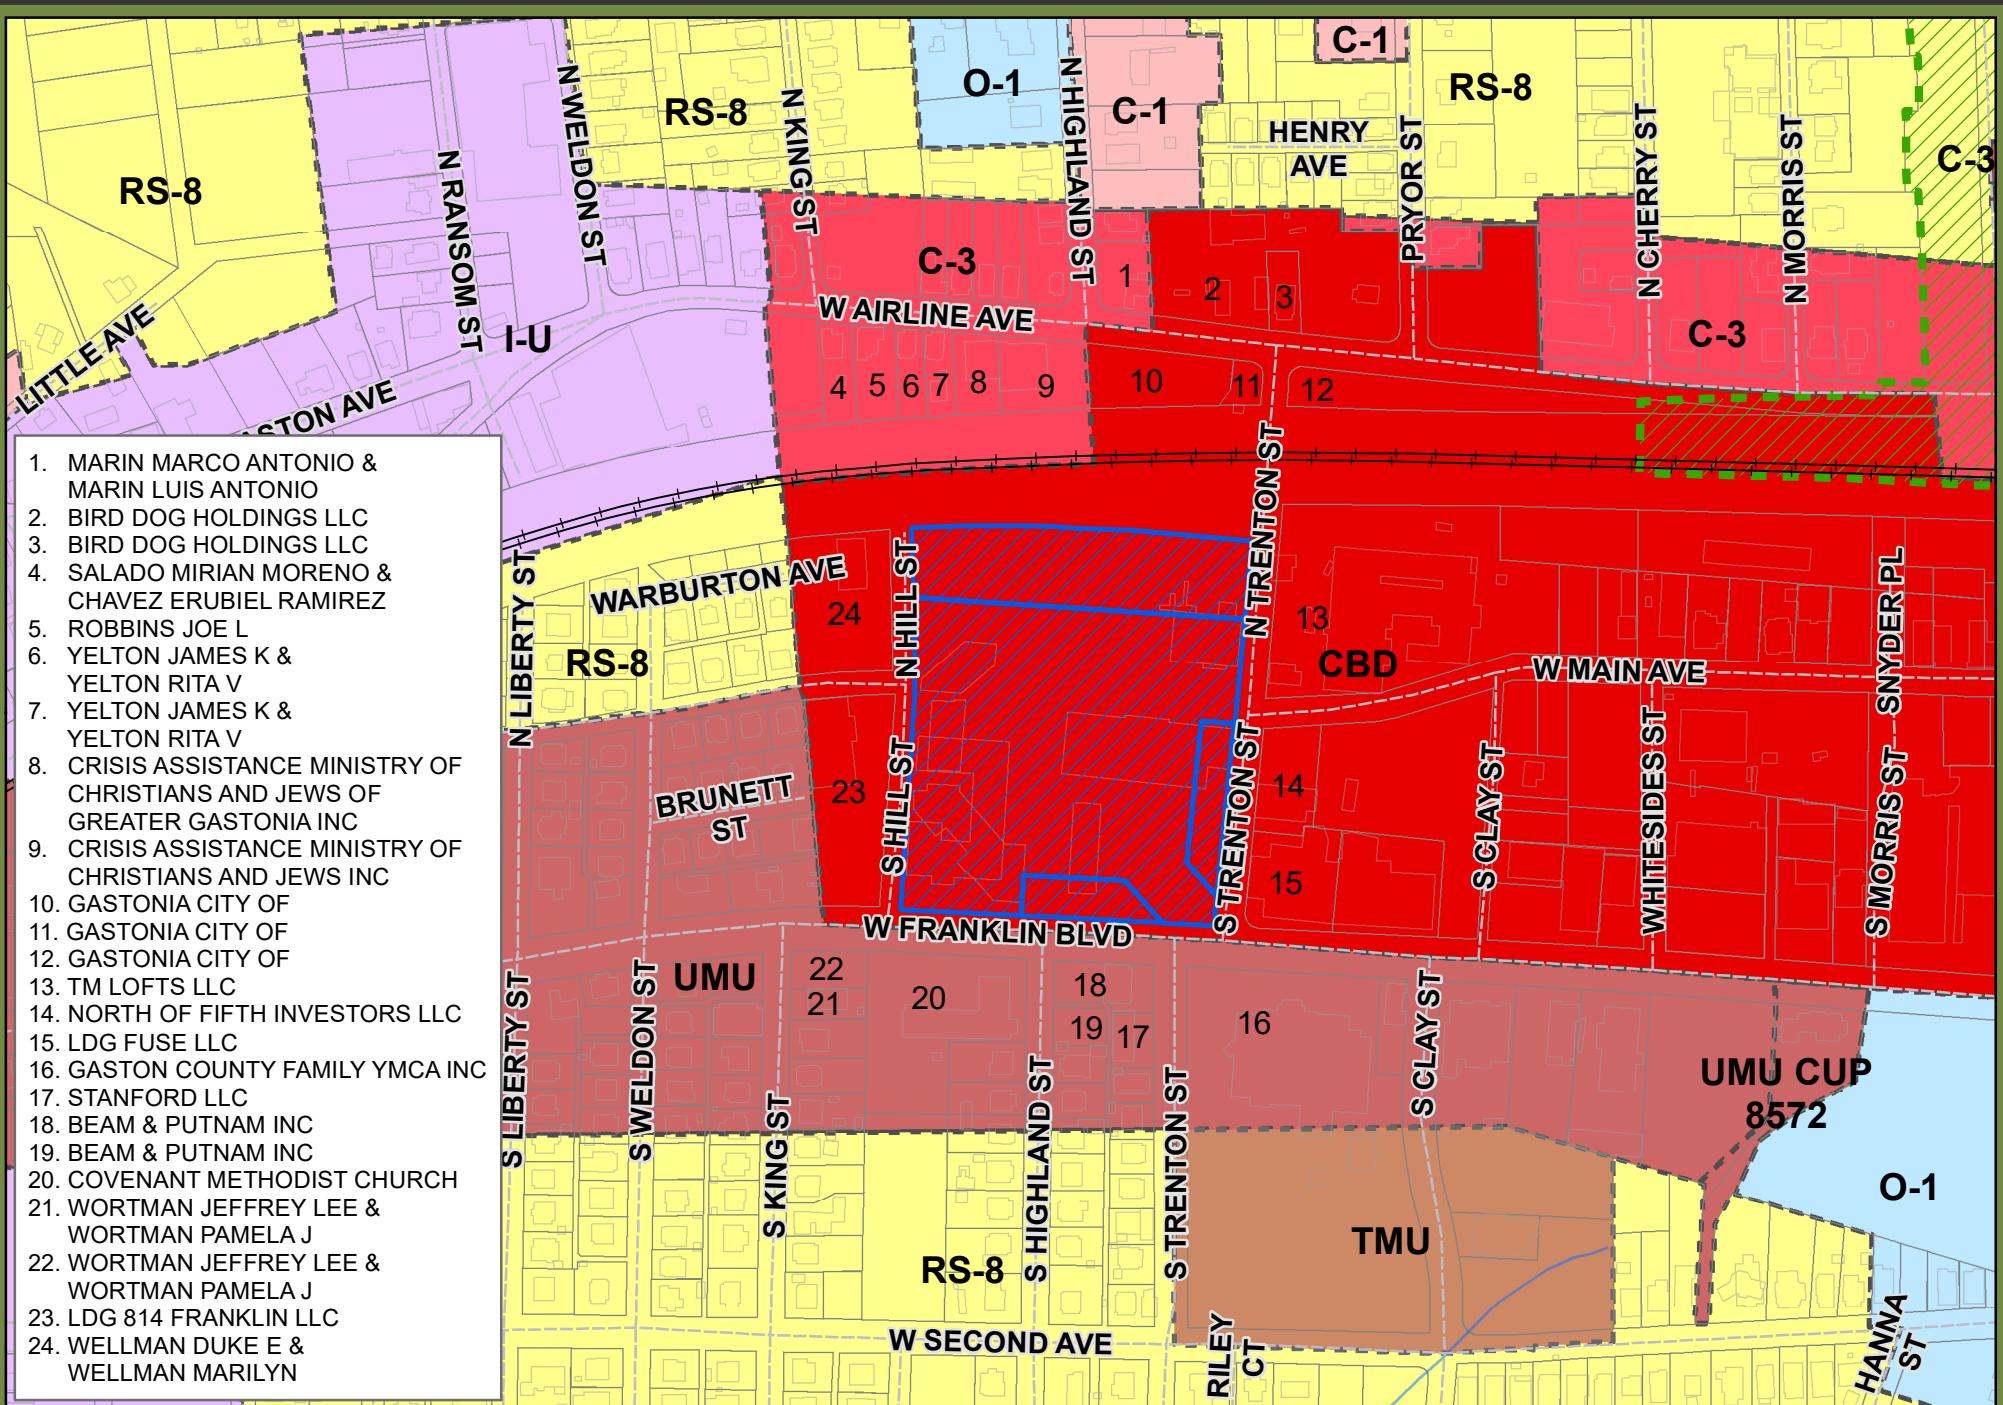 C-1
O-1
RS-8
N WELDON ST
N KING ST
N HIGHLAND ST
C-1
RS-8
HENRY
AVE
PRYOR ST
N CHERRY ST
N MORRIS ST
C-3
RS-8
N RANSOM ST
C-3
1
2
3
W AIRLINE AVE
I-U
C-3
LITTLE AVE
ASTON AVE
4
5
6
7
8
9
10
11
12
1. MARIN MARCO ANTONIO &
MARIN LUIS ANTONIO
2. BIRD DOG HOLDINGS LLC
3. BIRD DOG HOLDINGS LLC
4. SALADO MIRIAN MORENO &
CHAVEZ ERUBIEL RAMIREZ
5. ROBBINS JOE L
6. YELTON JAMES K &
YELTON RITA V
7. YELTON JAMES K &
YELTON RITA V
8. CRISIS ASSISTANCE MINISTRY OF
CHRISTIANS AND JEWS OF
GREATER GASTONIA INC
9. CRISIS ASSISTANCE MINISTRY OF
CHRISTIANS AND JEWS INC
10. GASTONIA CITY OF
11. GASTONIA CITY OF
12. GASTONIA CITY OF
13. TM LOFTS LLC
14. NORTH OF FIFTH INVESTORS LLC
15. LDG FUSE LLC
16. GASTON COUNTY FAMILY YMCA INC
17. STANFORD LLC
18. BEAM & PUTNAM INC
19. BEAM & PUTNAM INC
20. COVENANT METHODIST CHURCH
21. WORTMAN JEFFREY LEE &
WORTMAN PAMELA J
22. WORTMAN JEFFREY LEE &
WORTMAN PAMELA J
23. LDG 814 FRANKLIN LLC
24. WELLMAN DUKE E &
WELLMAN MARILYN
N TRENTON ST
N LIBERTY ST
WARBURTON AVE
24
N HILL ST
13
RS-8
CBD
W MAIN AVE
SNYDER PL
BRUNETT
ST
23
S HILL ST
S TRENTON ST
14
15
S CLAY ST
WHITESIDES ST
S MORRIS ST
W FRANKLIN BLVD
UMU
22
21
20
18
19
17
16
S LIBERTY ST
S WELDON ST
S KING ST
S HIGHLAND ST
S TRENTON ST
S CLAY ST
UMU CUP
8572
O-1
TMU
RS-8
W SECOND AVE
RILEY
CT
HANNA
ST